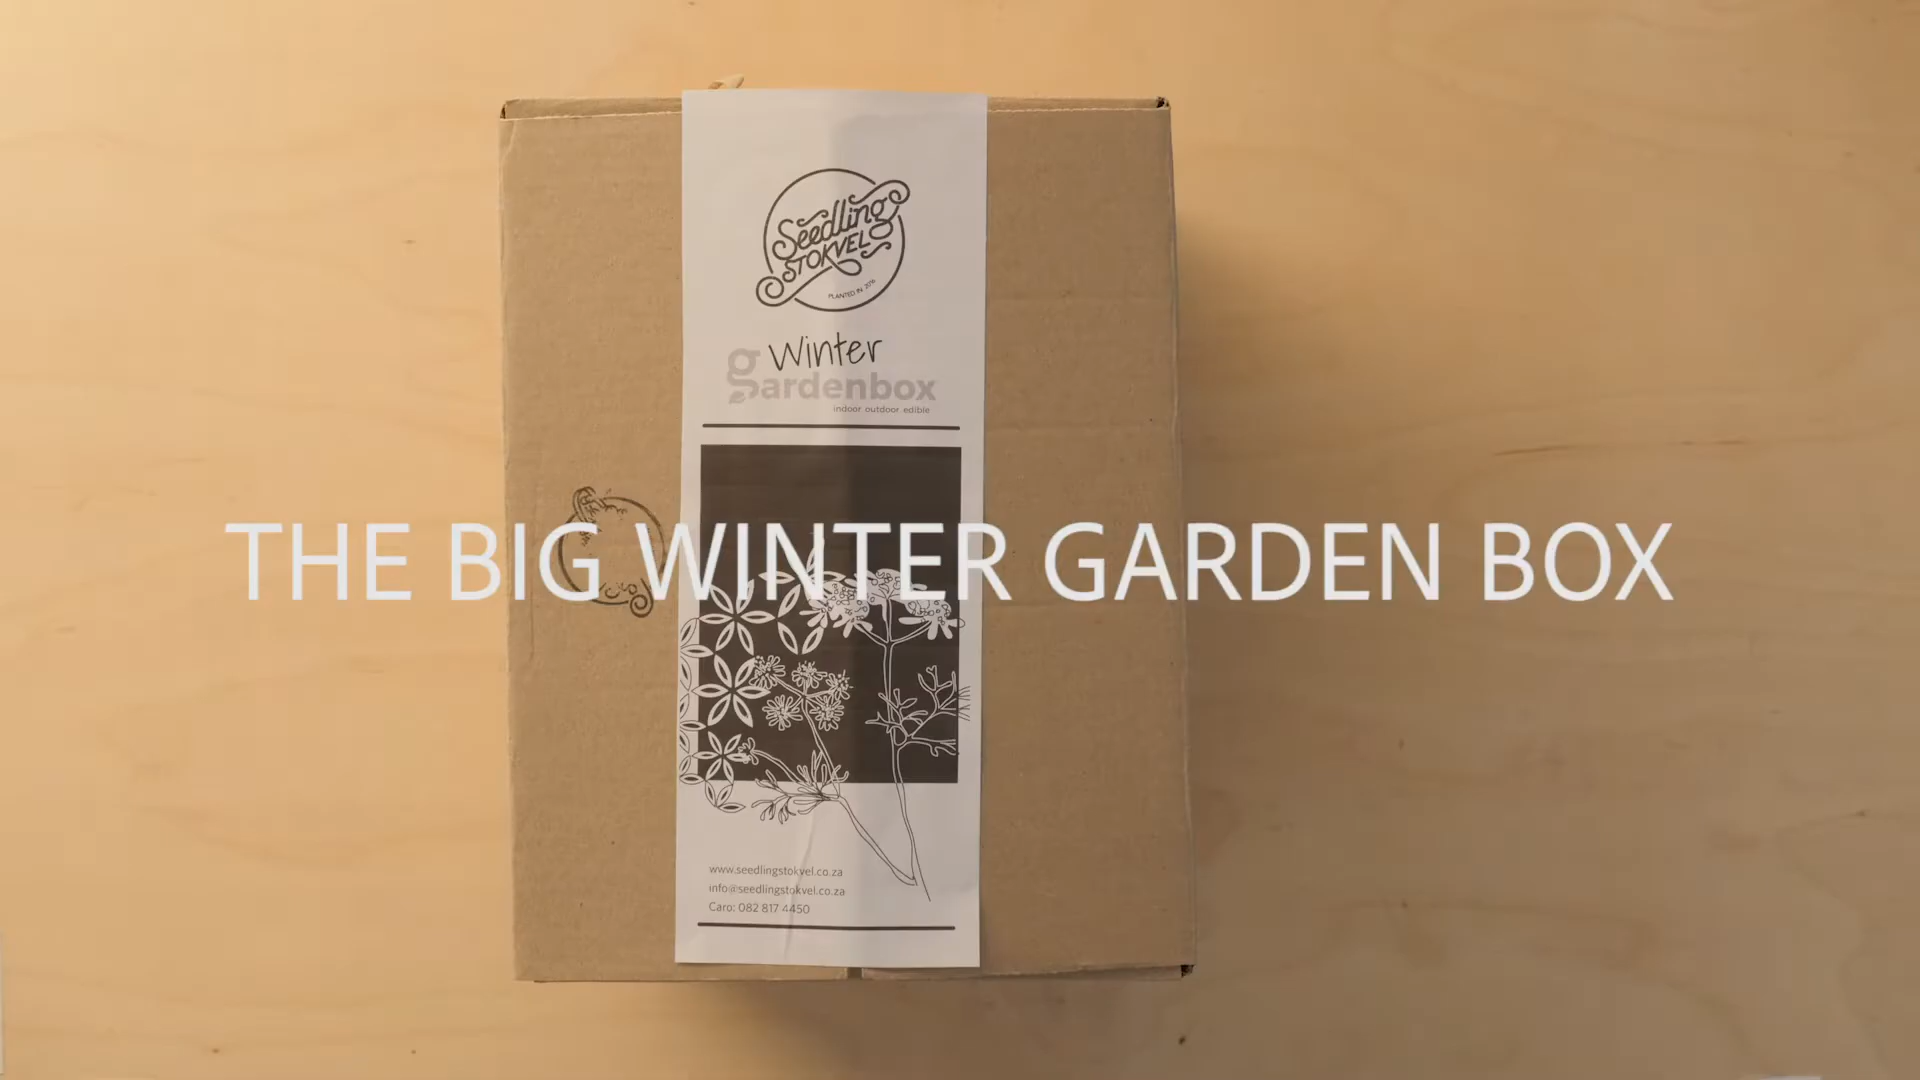 Seedling
STOKVEL
PLANTED IN 2016
Winter
gardenbox
indoor outdoor edible
THE BIG WINTER GARDEN BOX
www.seedlingstokvel.co.za
info@seedlingstokvel.co.za
Caro: 082 817 4450